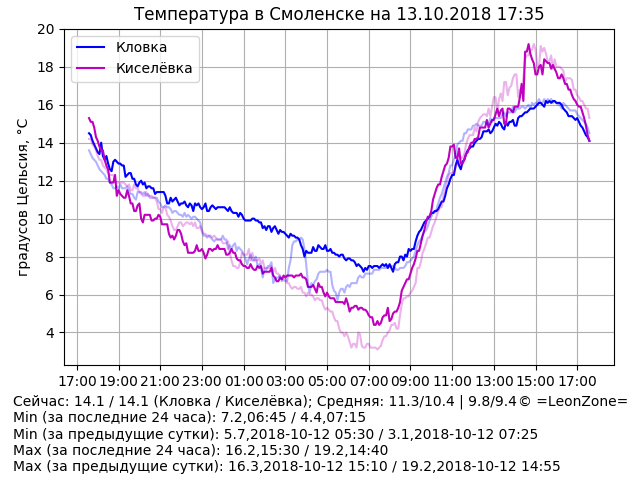 Температура в Смоленске на 13.10.2018 17:35
градусов Цельсия, °C
Кловка
Киселёвка
20
18
16
14
12
10
8
6
4
17:00 19:00 21:00 23:00 01:00 03:00 05:00 07:00 09:00 11:00 13:00 15:00 17:00
Сейчас: 14.1 / 14.1 (Кловка / Киселёвка); Средняя: 11.3/10.4 | 9.8/9.4© =LeonZone=
Min (за последние 24 часа): 7.2,06:45 / 4.4,07:15
Min (за предыдущие сутки): 5.7,2018-10-12 05:30 / 3.1,2018-10-12 07:25
Max (за последние 24 часа): 16.2,15:30 / 19.2,14:40
Max (за предыдущие сутки): 16.3,2018-10-12 15:10 / 19.2,2018-10-12 14:55